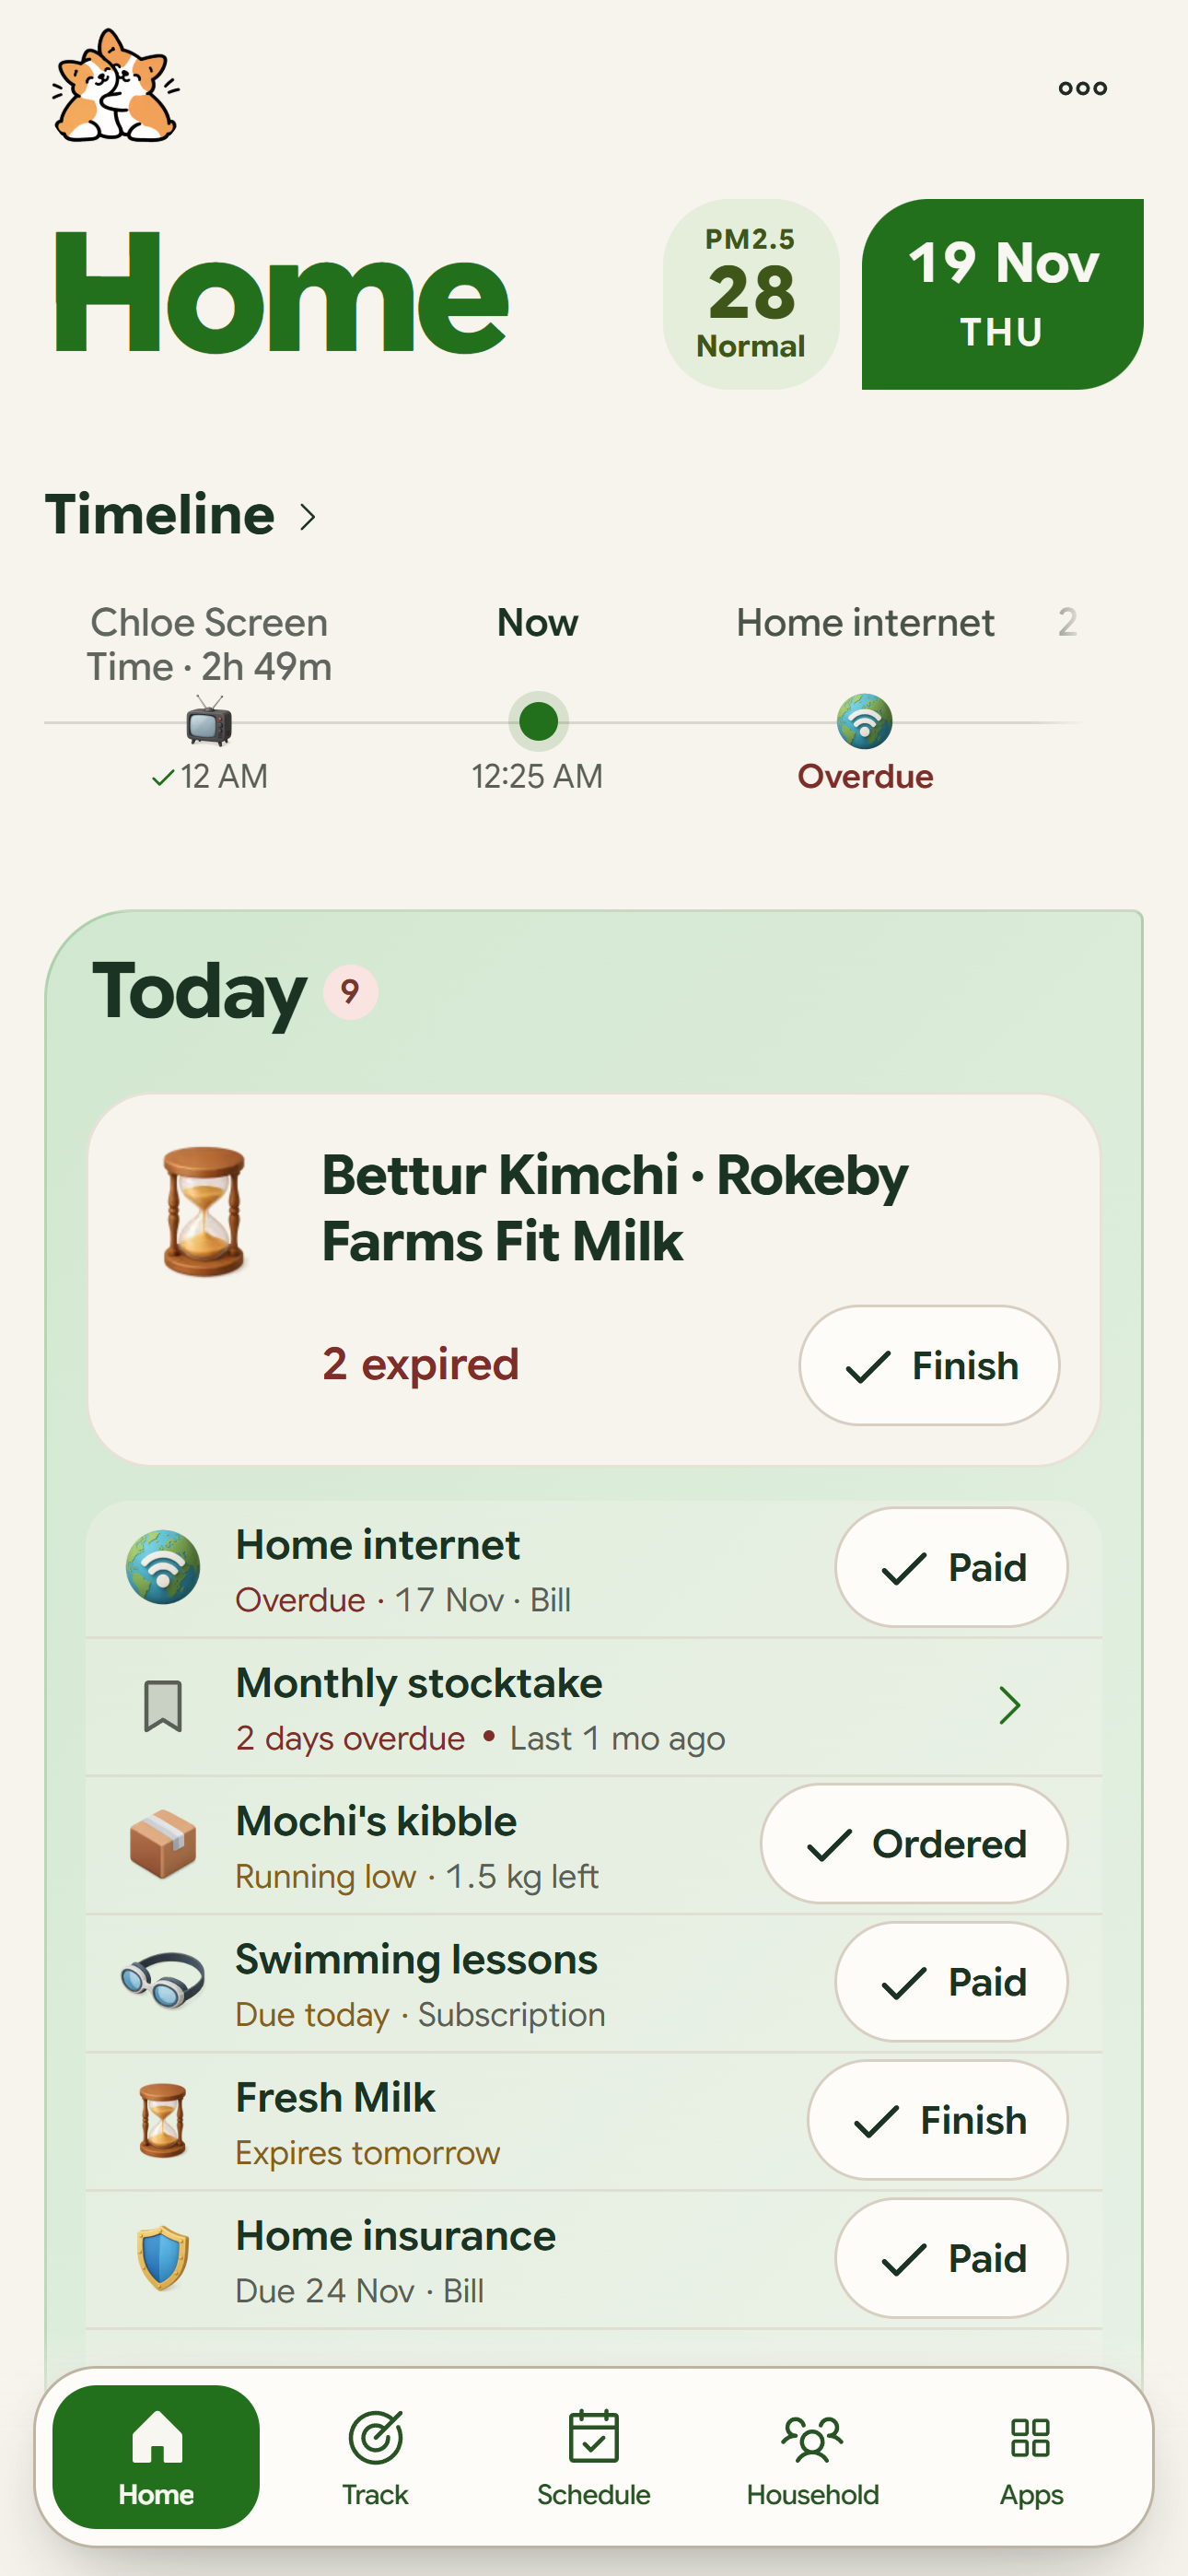 Home
PM2.5
28
Normal
19 Nov
THU
Timeline
Chloe Screen
Time · 2h 49m
Now
Home internet
2
12 AM
12:25 AM
Overdue
Today 9
Bettur Kimchi · Rokeby
Farms Fit Milk
2 expired
Finish
Home internet
Overdue · 17 Nov · Bill
Paid
Monthly stocktake
2 days overdue • Last 1 mo ago
Mochi's kibble
Running low · 1.5 kg left
Ordered
Swimming lessons
Due today · Subscription
Paid
Fresh Milk
Expires tomorrow
Finish
Home insurance
Due 24 Nov · Bill
Paid
Home
Track
Schedule
Household
Apps